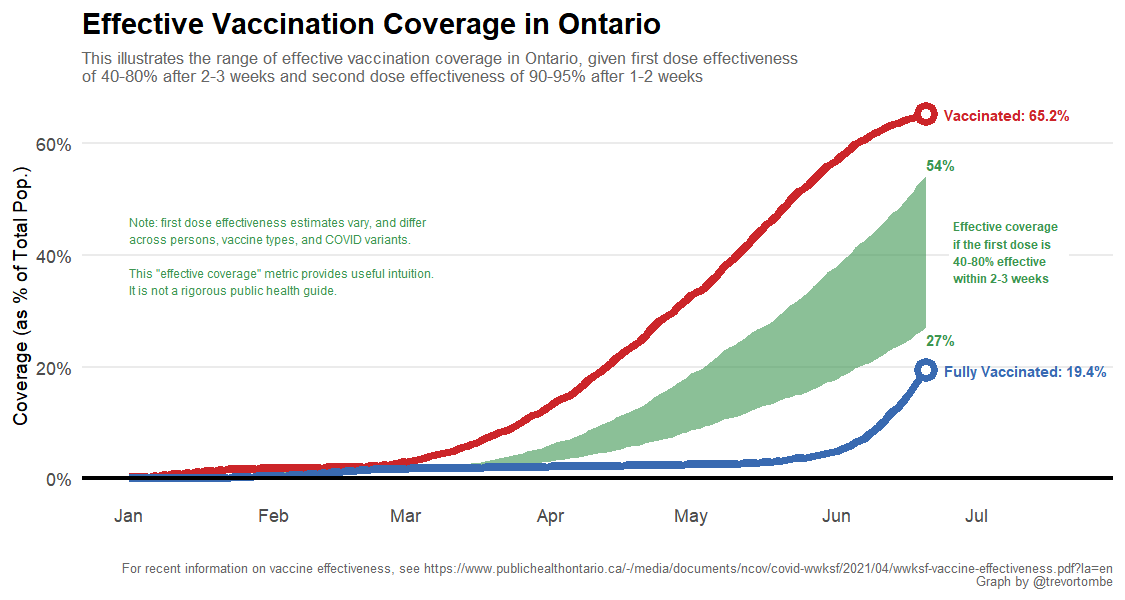 Effective Vaccination Coverage in Ontario
This illustrates the range of effective vaccination coverage in Ontario, given first dose effectiveness
of 40-80% after 2-3 weeks and second dose effectiveness of 90-95% after 1-2 weeks
Coverage (as % of Total Pop.)
60%
40%
20%
0%
Note: first dose effectiveness estimates vary, and differ
across persons, vaccine types, and COVID variants.
This "effective coverage" metric provides useful intuition.
It is not a rigorous public health guide.
Vaccinated: 65.2%
54%
Effective coverage
if the first dose is
40-80% effective
within 2-3 weeks
27%
Fully Vaccinated: 19.4%
Jan
Feb
Mar
Apr
May
Jun
Jul
For recent information on vaccine effectiveness, see https://www.publichealthontario.ca/-/media/documents/ncov/covid-wwksf/2021/04/wwksf-vaccine-effectiveness.pdf?la=en
Graph by @trevortombe